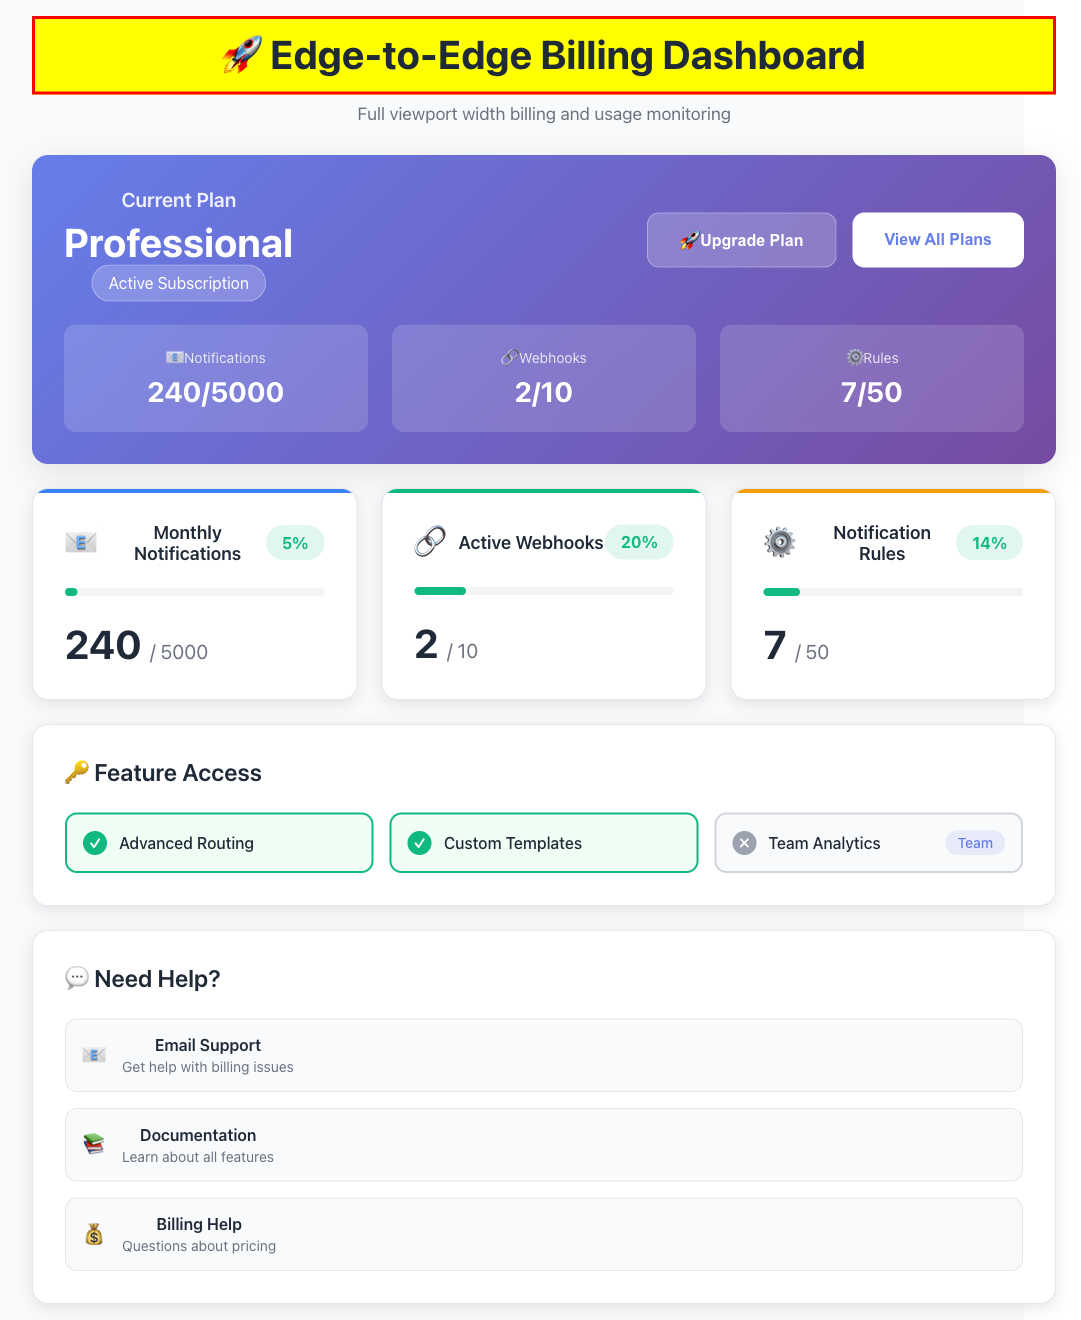 🚀 Edge-to-Edge Billing Dashboard
Full viewport width billing and usage monitoring
Current Plan
Professional
Active Subscription
🚀Upgrade Plan
View All Plans
📧Notifications
240/5000
🔗Webhooks
2/10
⚙️Rules
7/50
Monthly
Notifications
5%
240 / 5000
Active Webhooks
20%
2 / 10
Notification
Rules
14%
7 / 50
🔑 Feature Access
Advanced Routing
Custom Templates
Team Analytics
Team
💬 Need Help?
Email Support
Get help with billing issues
Documentation
Learn about all features
Billing Help
Questions about pricing